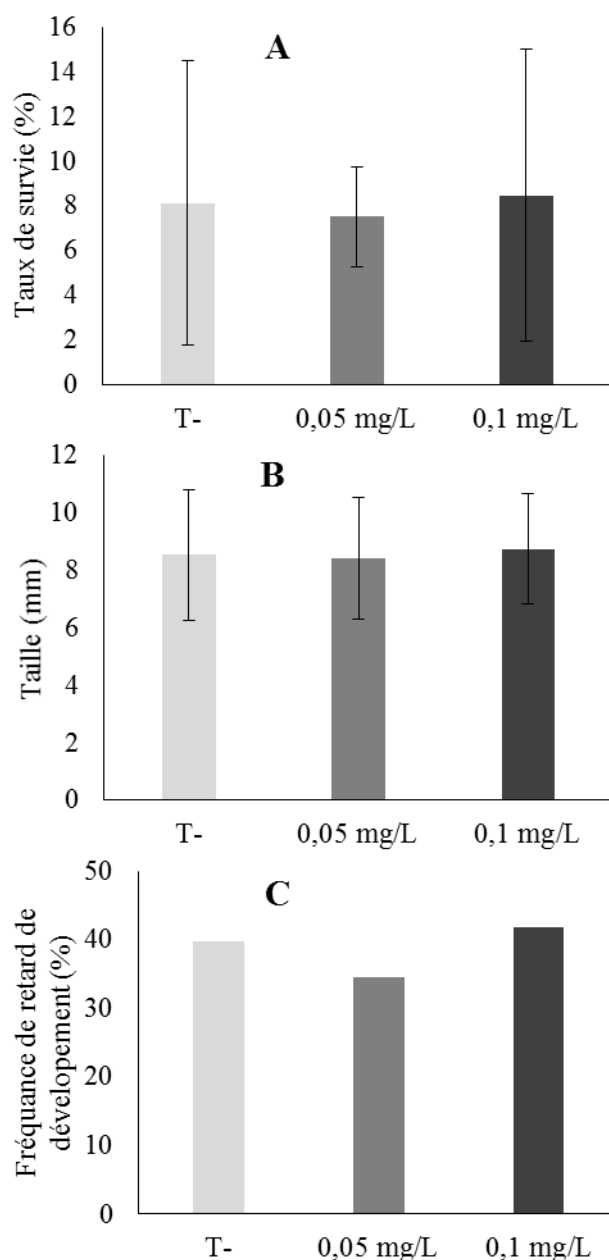 A
Taux de survie (%)
16
14
12
10
8
6
4
2
0
T-
0,05 mg/L
0,1 mg/L
B
Taille (mm)
12
10
8
6
4
2
0
T-
0,05 mg/L
0,1 mg/L
C
Fréquance de retard de
dévelopement (%)
50
40
30
20
10
0
T-
0,05 mg/L
0,1 mg/L